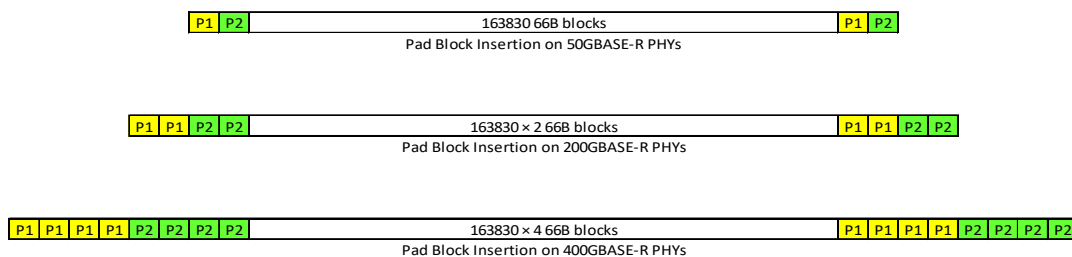 P1 P2 163830 66B blocks P1 P2
Pad Block Insertion on 50GBASE-R PHYs
P1 P1 P2 P2 163830 × 2 66B blocks P1 P1 P2 P2
Pad Block Insertion on 200GBASE-R PHYs
P1 P1 P1 P1 P2 P2 P2 P2 163830 × 4 66B blocks P1 P1 P1 P1 P2 P2 P2 P2
Pad Block Insertion on 400GBASE-R PHYs